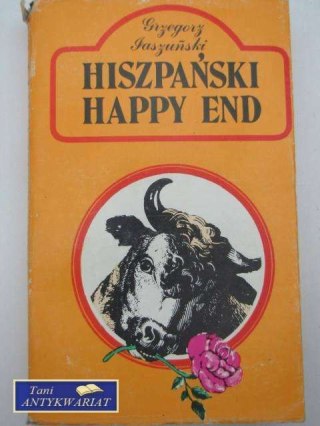 Grzegorz
Jaszuński
HISZPAŃSKI
HAPPY END
Tani
ANTYKWARIAT